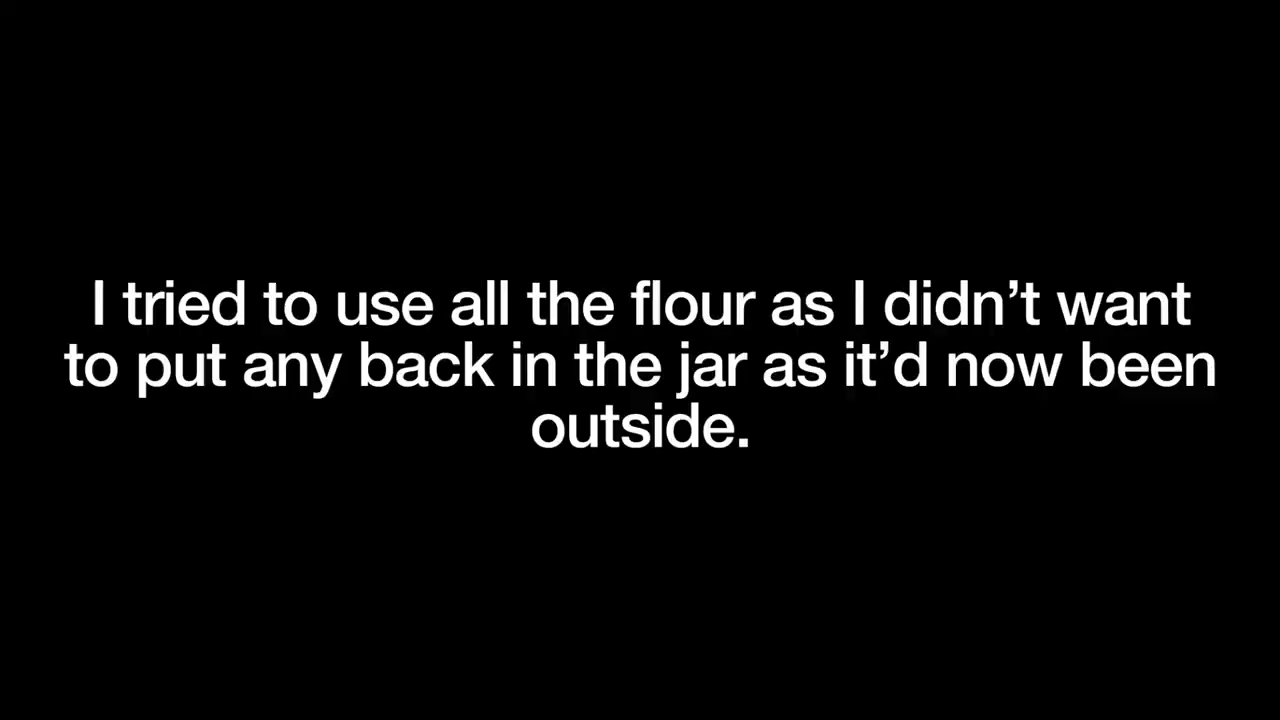 I tried to use all the flour as I didn’t want
to put any back in the jar as it’d now been
outside.